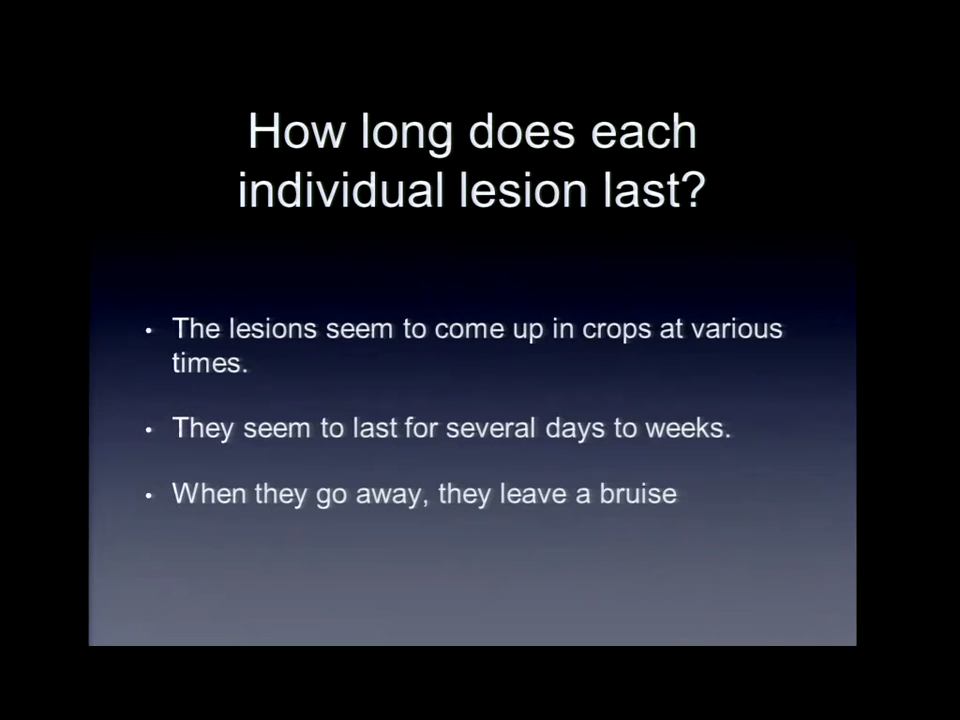 How long does each
individual lesion last?
• The lesions seem to come up in crops at various
times.
• They seem to last for several days to weeks.
• When they go away, they leave a bruise